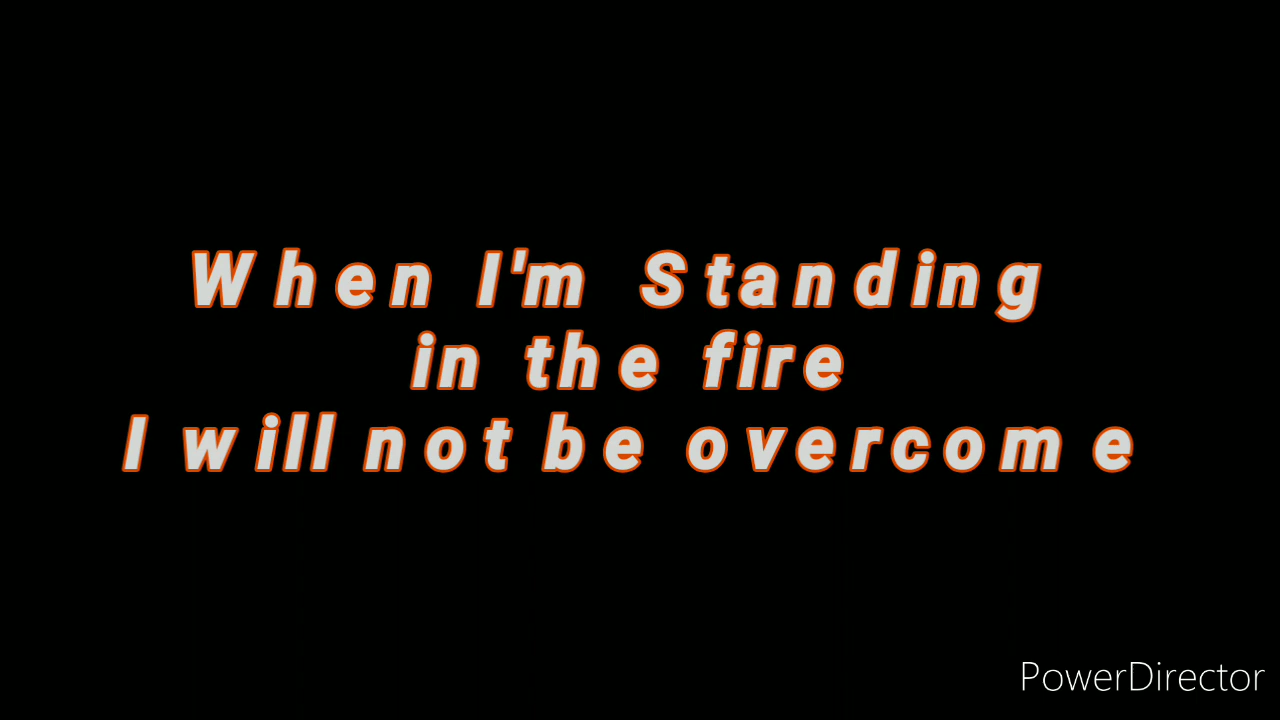 When I'm Standing
in the fire
I will not be overcome
PowerDirector